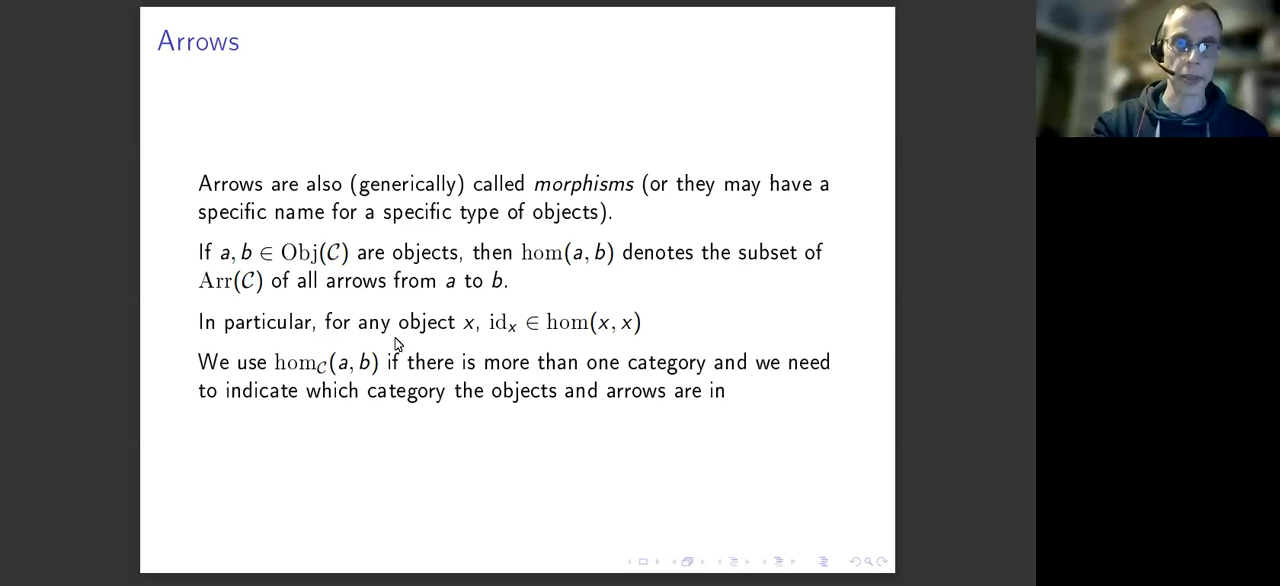 Arrows
Arrows are also (generically) called morphisms (or they may have a
specific name for a specific type of objects).
If a, b ∈ Obj(𝒞) are objects, then hom(a, b) denotes the subset of
Arr(𝒞) of all arrows from a to b.
In particular, for any object x, idₓ ∈ hom(x, x)
We use hom_𝒞(a, b) if there is more than one category and we need
to indicate which category the objects and arrows are in